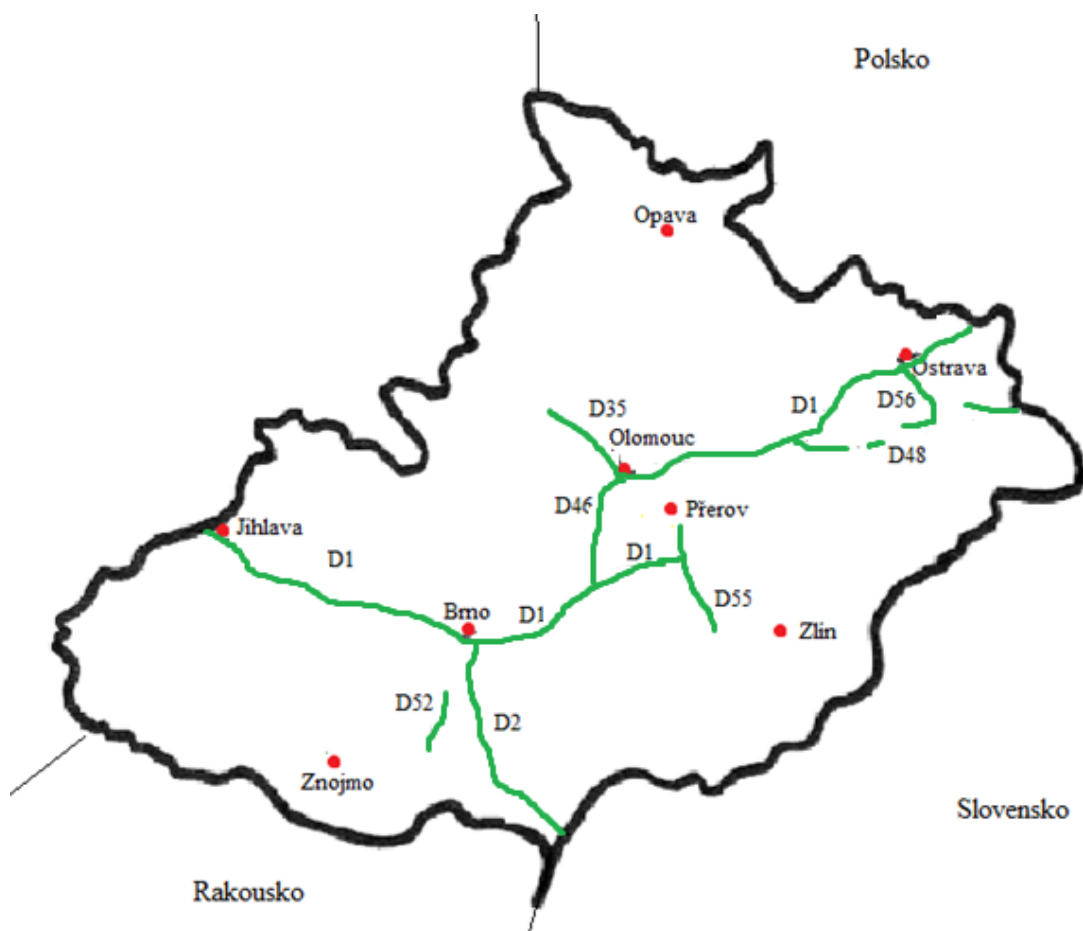 Polsko
Opava
Ostrava
D35
D1
D56
Olomouc
D48
D46
Přerov
Jihlava
D1
D1
D55
Brno
D1
Zlín
D52
D2
Znojmo
Slovensko
Rakousko